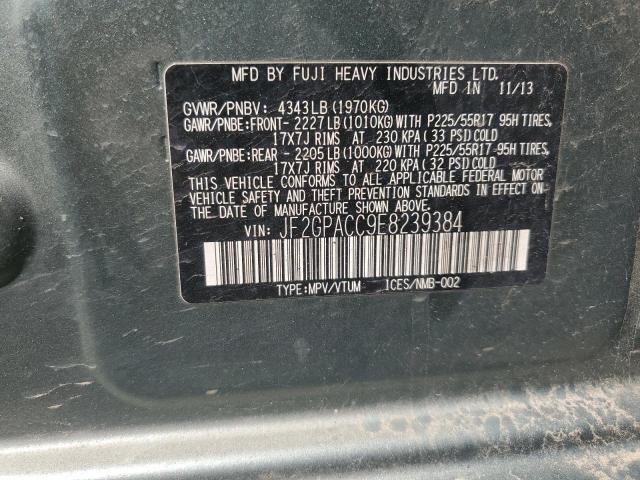 MFD BY FUJI HEAVY INDUSTRIES LTD.
MFD IN 11/13
GVWR/PNBV: 4343LB(1970KG)
GAWR/PNBE:FRONT- 2227LB(1010KG)WITH P225/55R17 95H TIRES,
17X7J RIMS AT 230 KPA(33 PSI)COLD
GAWR/PNBE:REAR - 2205LB(1000KG)WITH P225/55R17 95H TIRES,
17X7J RIMS AT 220 KPA(32 PSI)COLD
THIS VEHICLE CONFORMS TO ALL APPLICABLE FEDERAL MOTOR
VEHICLE SAFETY AND BUMPER STANDARDS IN EFFECT ON THE
DATE OF MANUFACTURE SHOWN ABOVE.
VIN: JF2GPACC9E8239384
TYPE:MPV/VTUM ICES/NMB-002